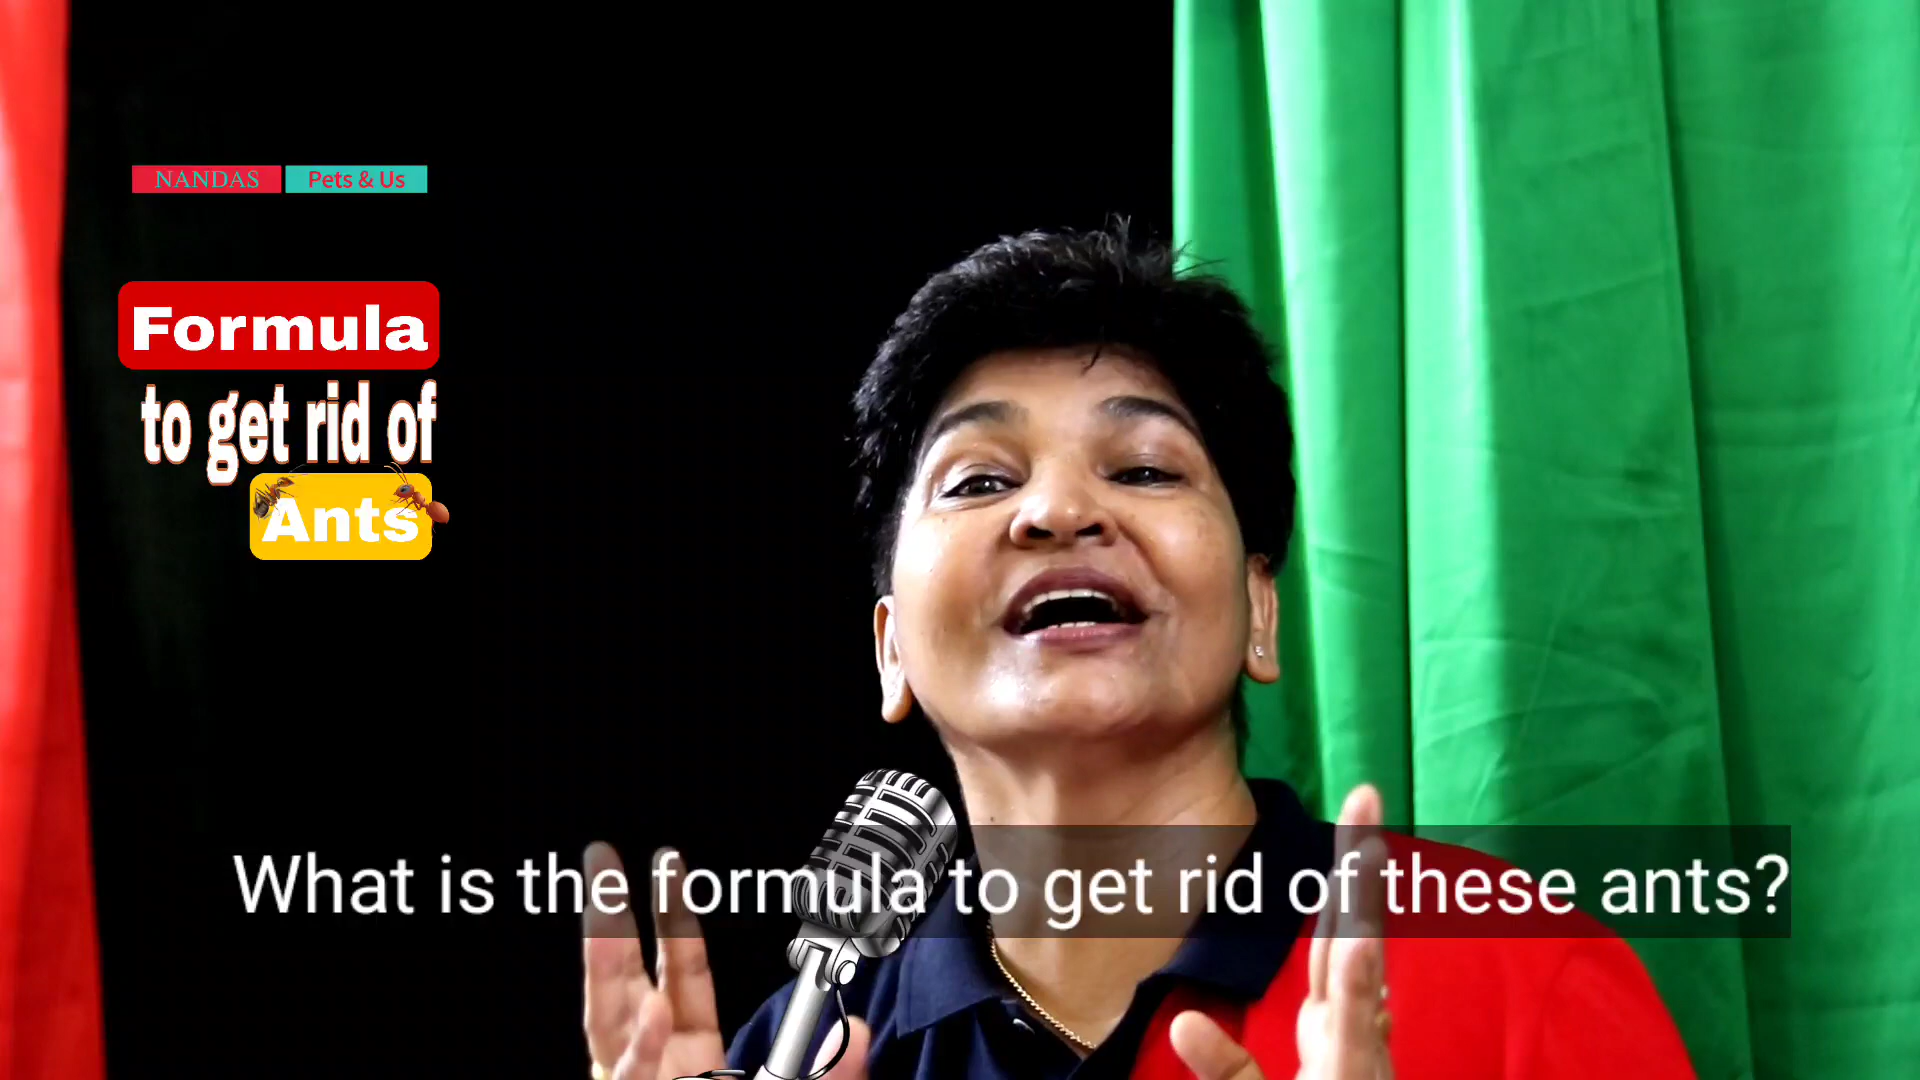 NANDAS Pets & Us
Formula
to get rid of
Ants
What is the formula to get rid of these ants?